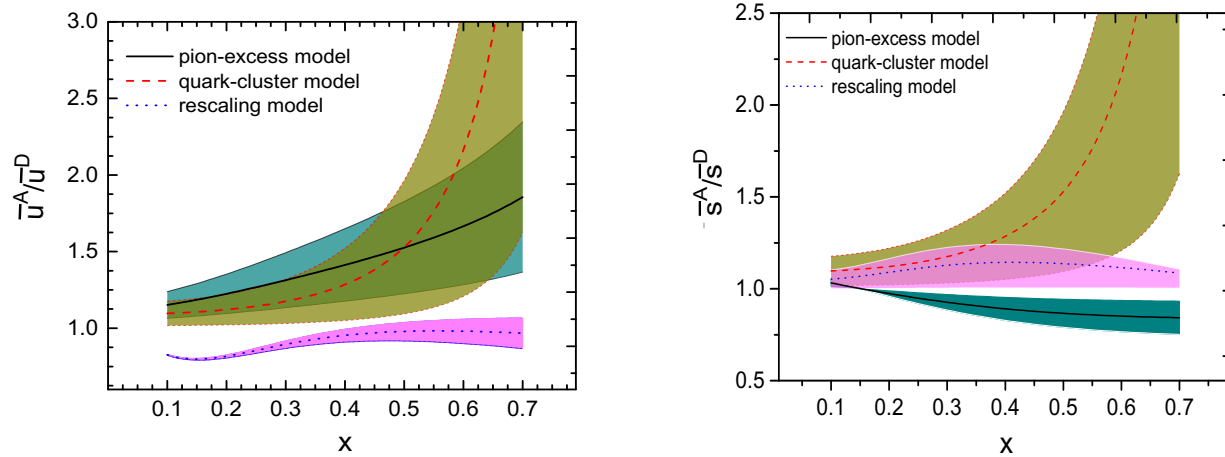 3.0
2.5
2.0
1.5
1.0
u̅ᴬ/u̅ᴰ
pion-excess model
quark-cluster model
rescaling model
0.1 0.2 0.3 0.4 0.5 0.6 0.7
x
2.5
2.0
1.5
1.0
0.5
s̅ᴬ/s̅ᴰ
pion-excess model
quark-cluster model
rescaling model
0.1 0.2 0.3 0.4 0.5 0.6 0.7
x